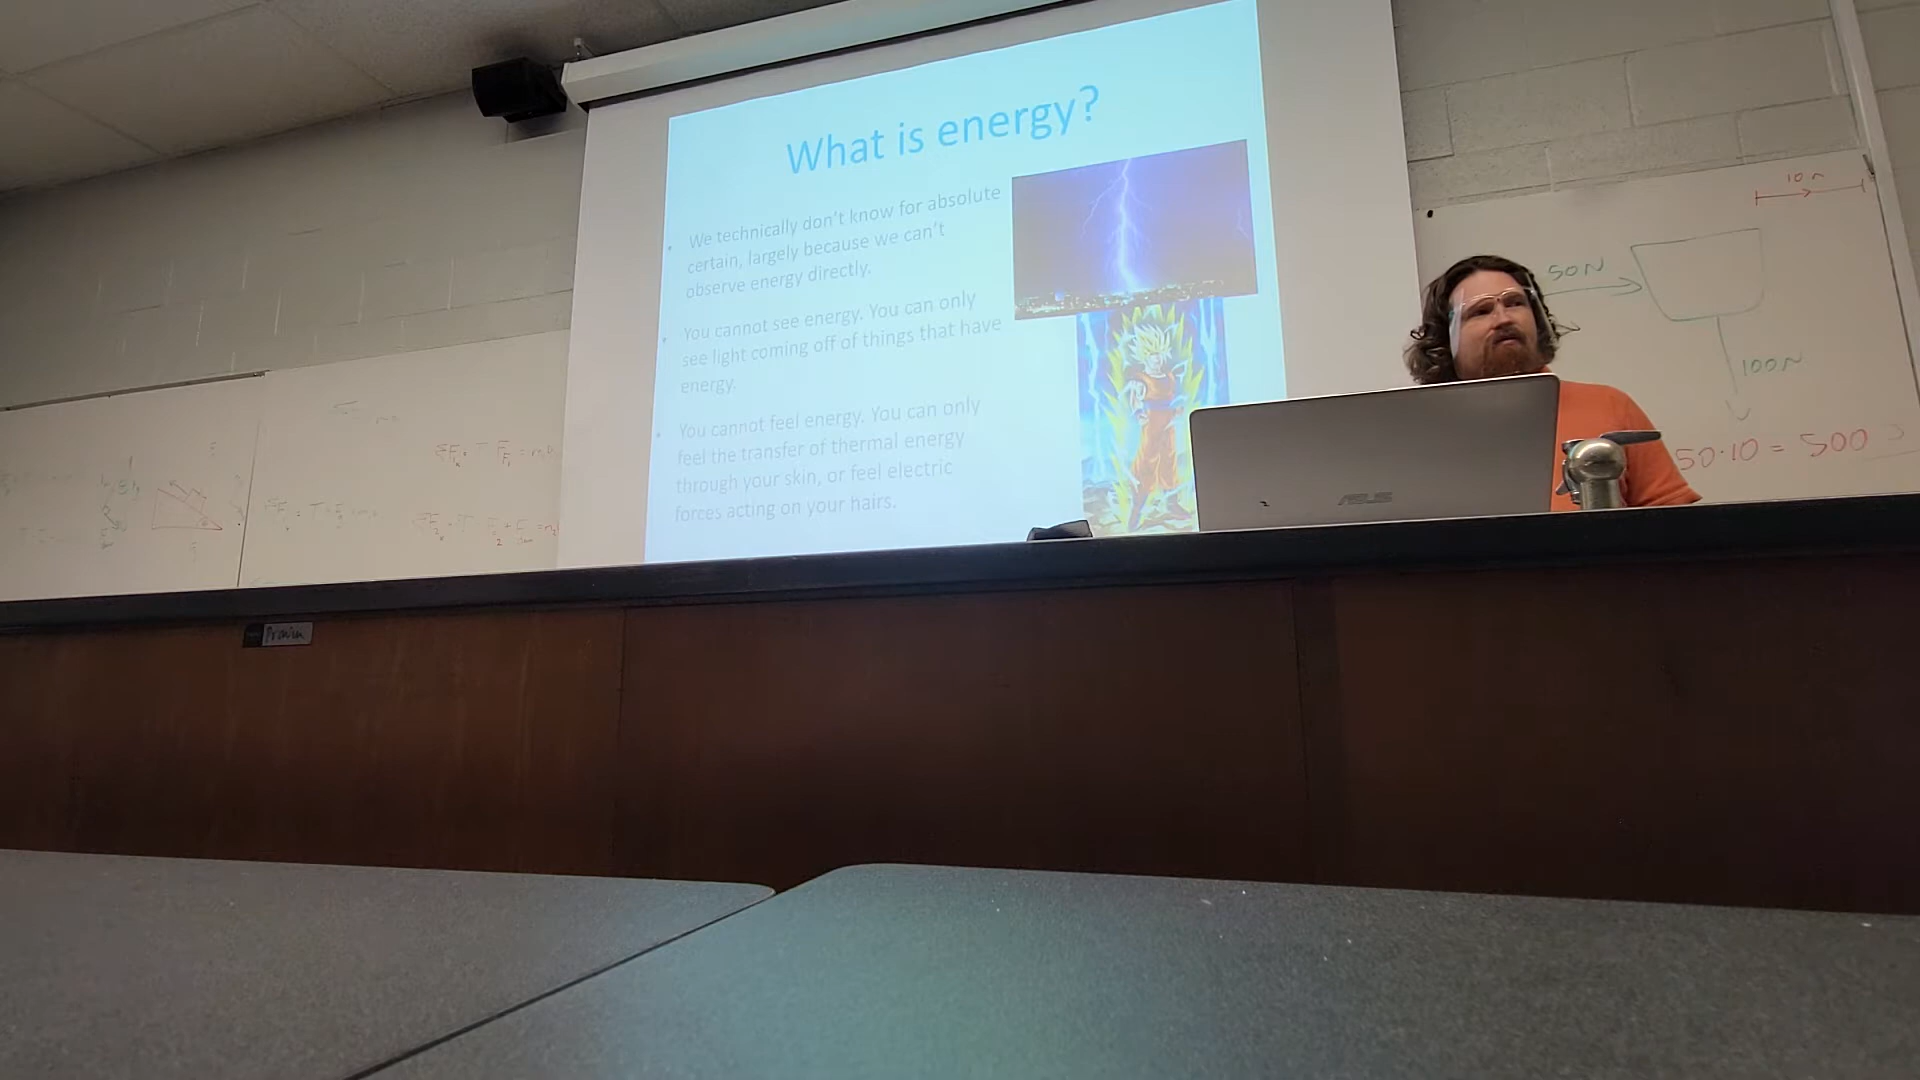 What is energy?
We technically don't know for absolute
certain, largely because we can't
observe energy directly.
You cannot see energy. You can only
see light coming off of things that have
energy.
You cannot feel energy. You can only
feel the transfer of thermal energy
through your skin, or feel electric
forces acting on your hairs.
50N
100N
50·10 = 500
ASUS